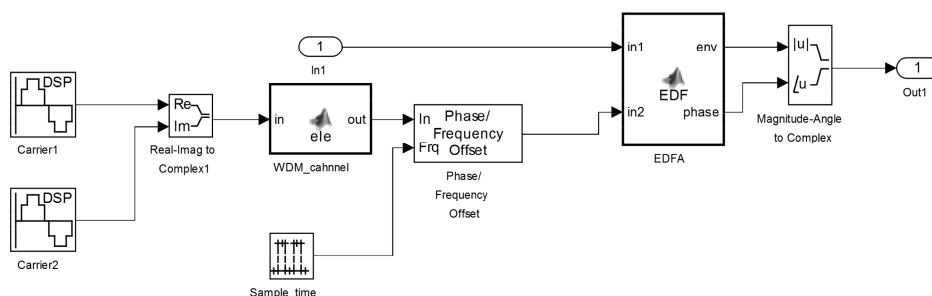 1
In1
DSP
Carrier1
Re
Im
Real-Imag to
Complex1
in
out
ele
WDM_cahnnel
In
Frq
Phase/
Frequency
Offset
Phase/
Frequency
Offset
in1
in2
env
phase
EDF
EDFA
|u|
∠u
Magnitude-Angle
to Complex
1
Out1
DSP
Carrier2
Sample_time